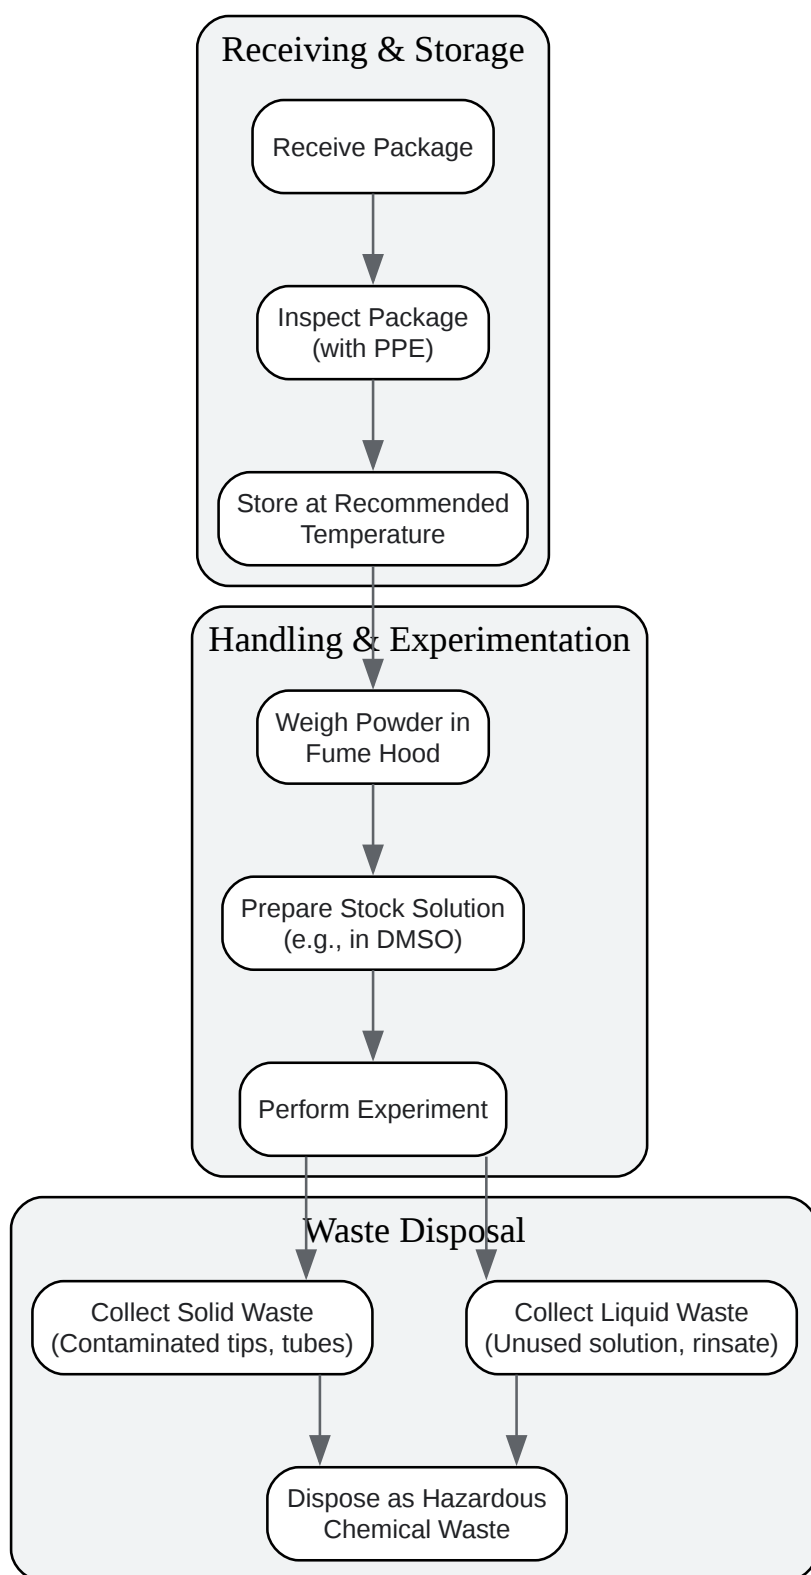 Receiving & Storage
Receive Package
Inspect Package
(with PPE)
Store at Recommended
Temperature
Handling & Experimentation
Weigh Powder in
Fume Hood
Prepare Stock Solution
(e.g., in DMSO)
Perform Experiment
Waste Disposal
Collect Solid Waste
(Contaminated tips, tubes)
Collect Liquid Waste
(Unused solution, rinsate)
Dispose as Hazardous
Chemical Waste